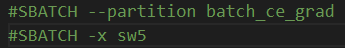 #SBATCH --partition batch_ce_grad
#SBATCH -x sw5